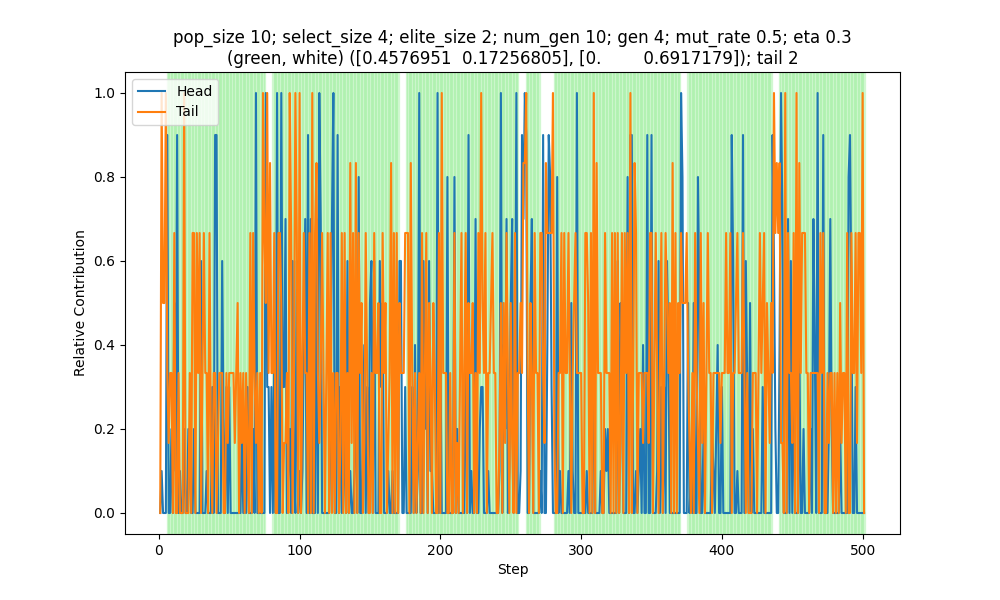 pop_size 10; select_size 4; elite_size 2; num_gen 10; gen 4; mut_rate 0.5; eta 0.3
(green, white) ([0.4576951  0.17256805], [0.         0.6917179]); tail 2
Head
Tail
1.0
0.8
0.6
0.4
0.2
0.0
Relative Contribution
0
100
200
300
400
500
Step